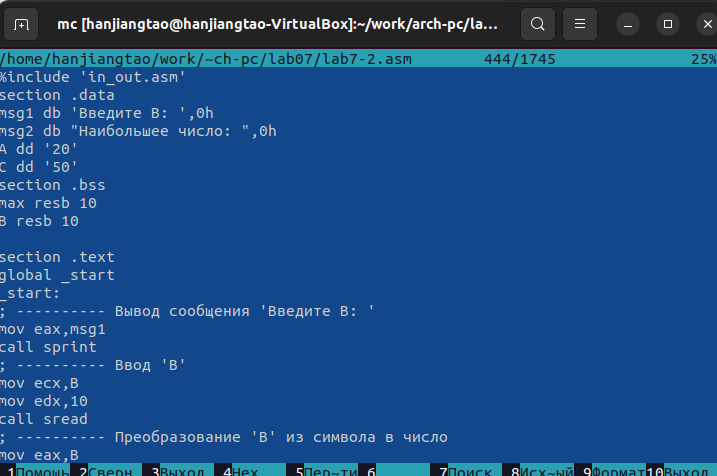 mc [hanjiangtao@hanjiangtao-VirtualBox]:~/work/arch-pc/la...
/home/hanjiangtao/work/~ch-pc/lab07/lab7-2.asm 444/1745 25%
%include 'in_out.asm'
section .data
msg1 db 'Введите B: ',0h
msg2 db "Наибольшее число: ",0h
A dd '20'
C dd '50'
section .bss
max resb 10
B resb 10
section .text
global _start
_start:
; ---------- Вывод сообщения 'Введите B: '
mov eax,msg1
call sprint
; ---------- Ввод 'B'
mov ecx,B
mov edx,10
call sread
; ---------- Преобразование 'B' из символа в число
mov eax,B
1Помощь 2Сверн 3Выход 4Hex 5Пер~ти 6 7Поиск 8Исх~ый 9Формат 10Выход